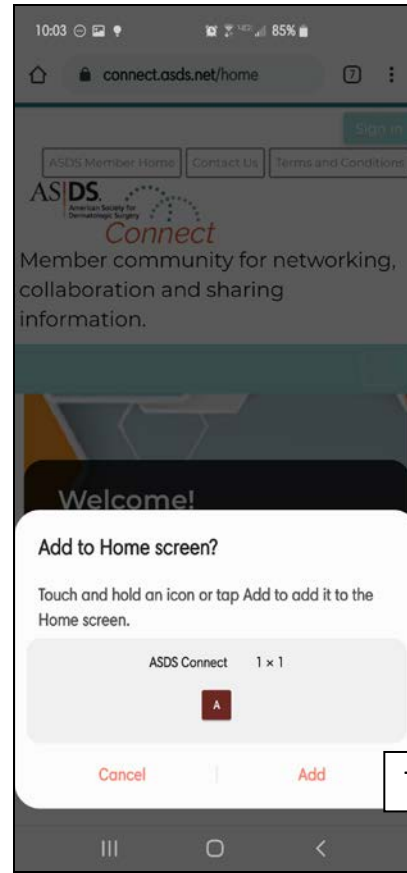 10:03
85%
connect.asds.net/home
7
Sign in
ASDS Member Home
Contact Us
Terms and Conditions
ASDS
American Society for
Dermatologic Surgery
Connect
Member community for networking,
collaboration and sharing
information.
Welcome!
Add to Home screen?
Touch and hold an icon or tap Add to add it to the
Home screen.
ASDS Connect 1 × 1
A
Cancel
Add